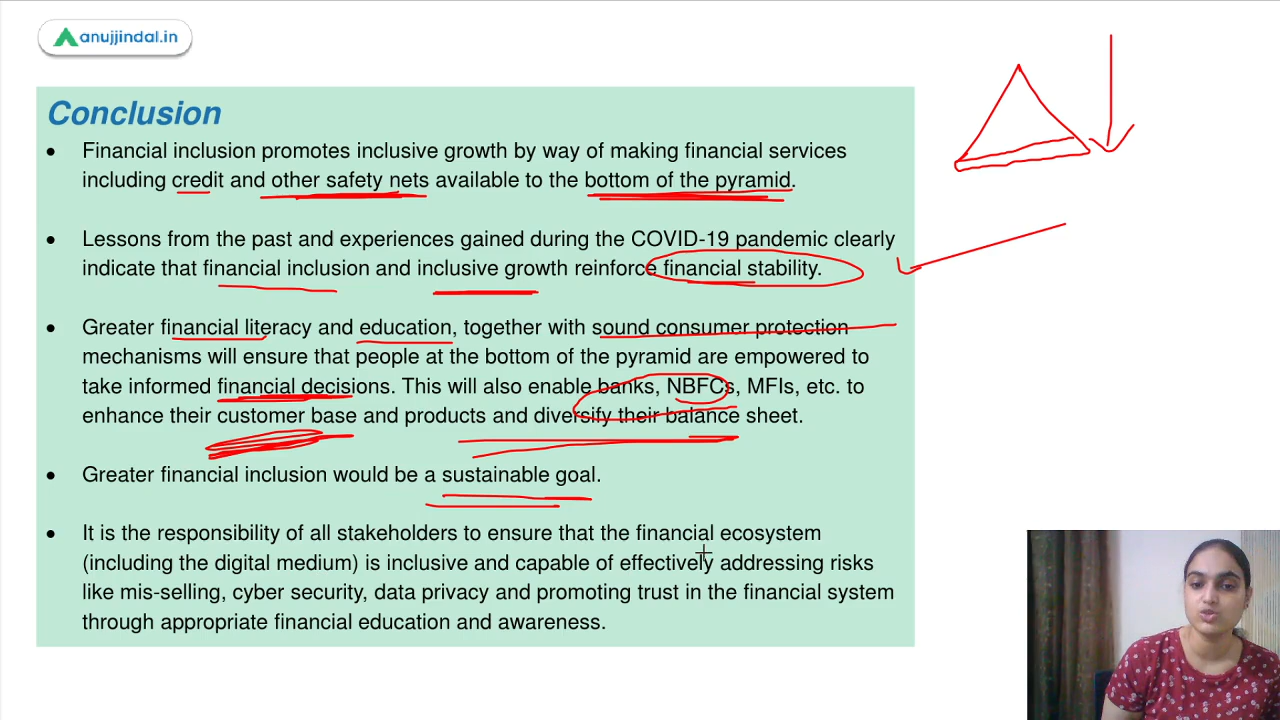 anujjindal.in
Conclusion
• Financial inclusion promotes inclusive growth by way of making financial services
including credit and other safety nets available to the bottom of the pyramid.
• Lessons from the past and experiences gained during the COVID-19 pandemic clearly
indicate that financial inclusion and inclusive growth reinforce financial stability.
• Greater financial literacy and education, together with sound consumer protection
mechanisms will ensure that people at the bottom of the pyramid are empowered to
take informed financial decisions. This will also enable banks, NBFCs, MFIs, etc. to
enhance their customer base and products and diversify their balance sheet.
• Greater financial inclusion would be a sustainable goal.
• It is the responsibility of all stakeholders to ensure that the financial ecosystem
(including the digital medium) is inclusive and capable of effectively addressing risks
like mis-selling, cyber security, data privacy and promoting trust in the financial system
through appropriate financial education and awareness.